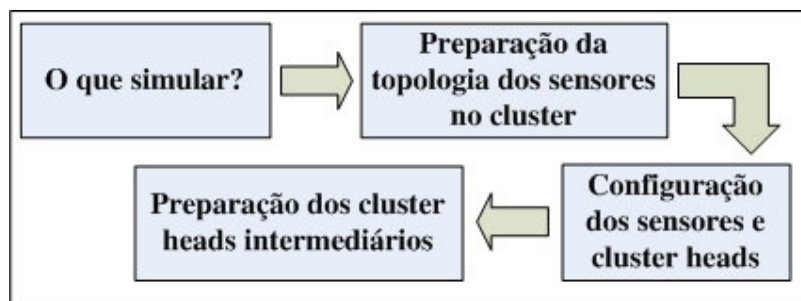 O que simular?
Preparação da
topologia dos sensores
no cluster
Configuração
dos sensores e
cluster heads
Preparação dos cluster
heads intermediários